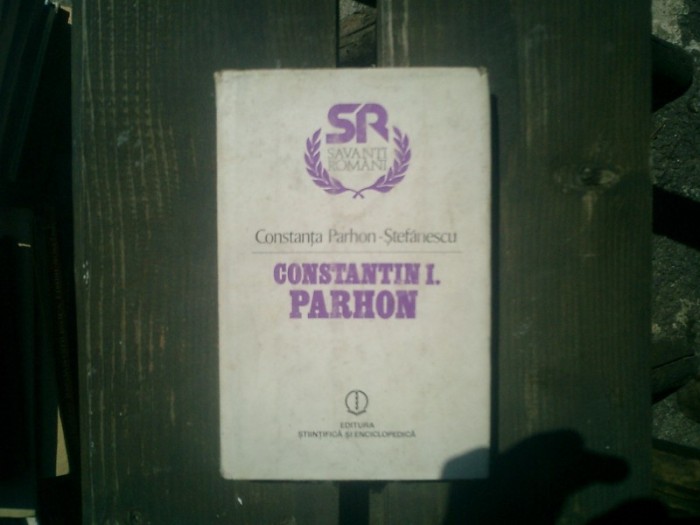 SR
SAVANȚI
ROMÂNI
Constanța Parhon-Ștefănescu
CONSTANTIN I.
PARHON
EDITURA
ȘTIINȚIFICĂ ȘI ENCICLOPEDICĂ